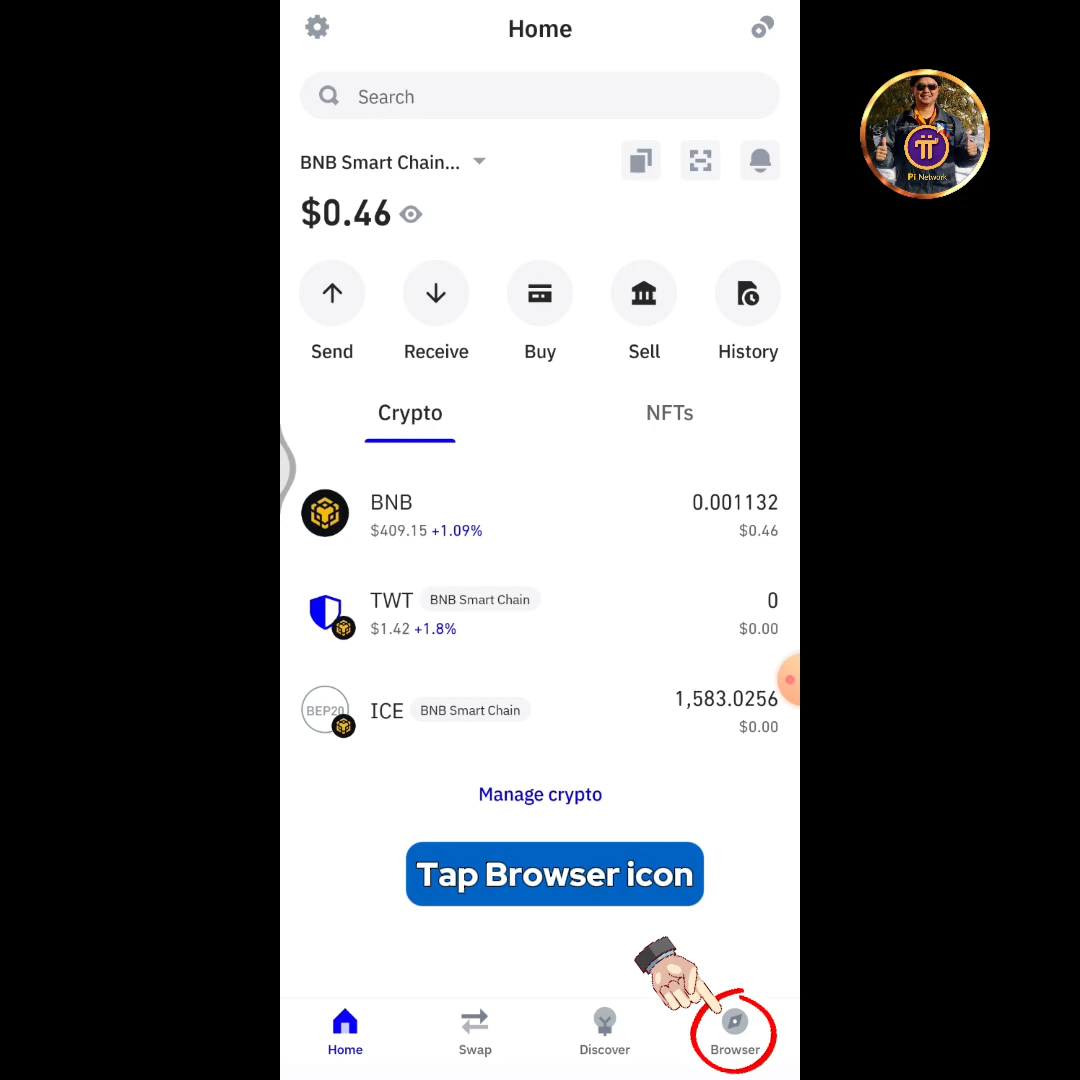 Home
Search
BNB Smart Chain...
$0.46
Send Receive Buy Sell History
Crypto NFTs
BNB 0.001132
$409.15 +1.09% $0.46
TWT BNB Smart Chain 0
$1.42 +1.8% $0.00
BEP20 ICE BNB Smart Chain 1,583.0256
$0.00
Manage crypto
Tap Browser icon
Home Swap Discover Browser
Pi Network